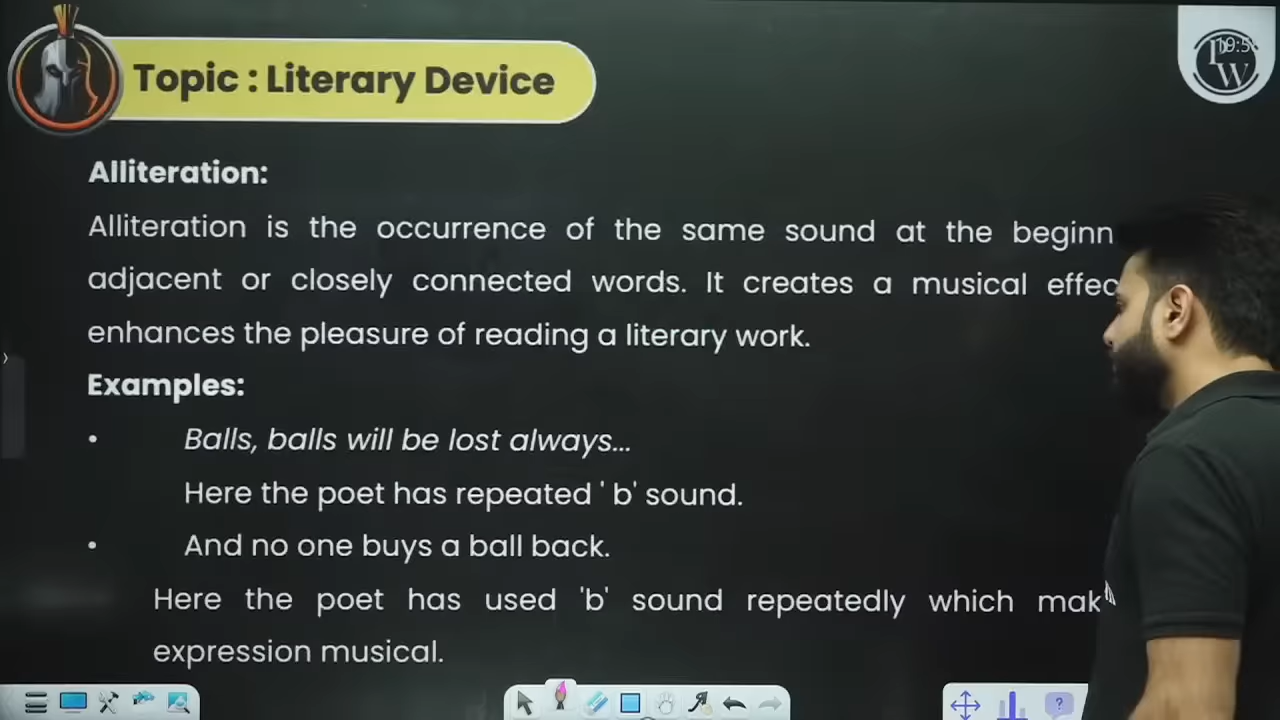 Topic : Literary Device
Alliteration:
Alliteration is the occurrence of the same sound at the
adjacent or closely connected words. It creates a musical
enhances the pleasure of reading a literary work.
Examples:
• Balls, balls will be lost always...
Here the poet has repeated ' b' sound.
• And no one buys a ball back.
Here the poet has used 'b' sound repeatedly which
expression musical.